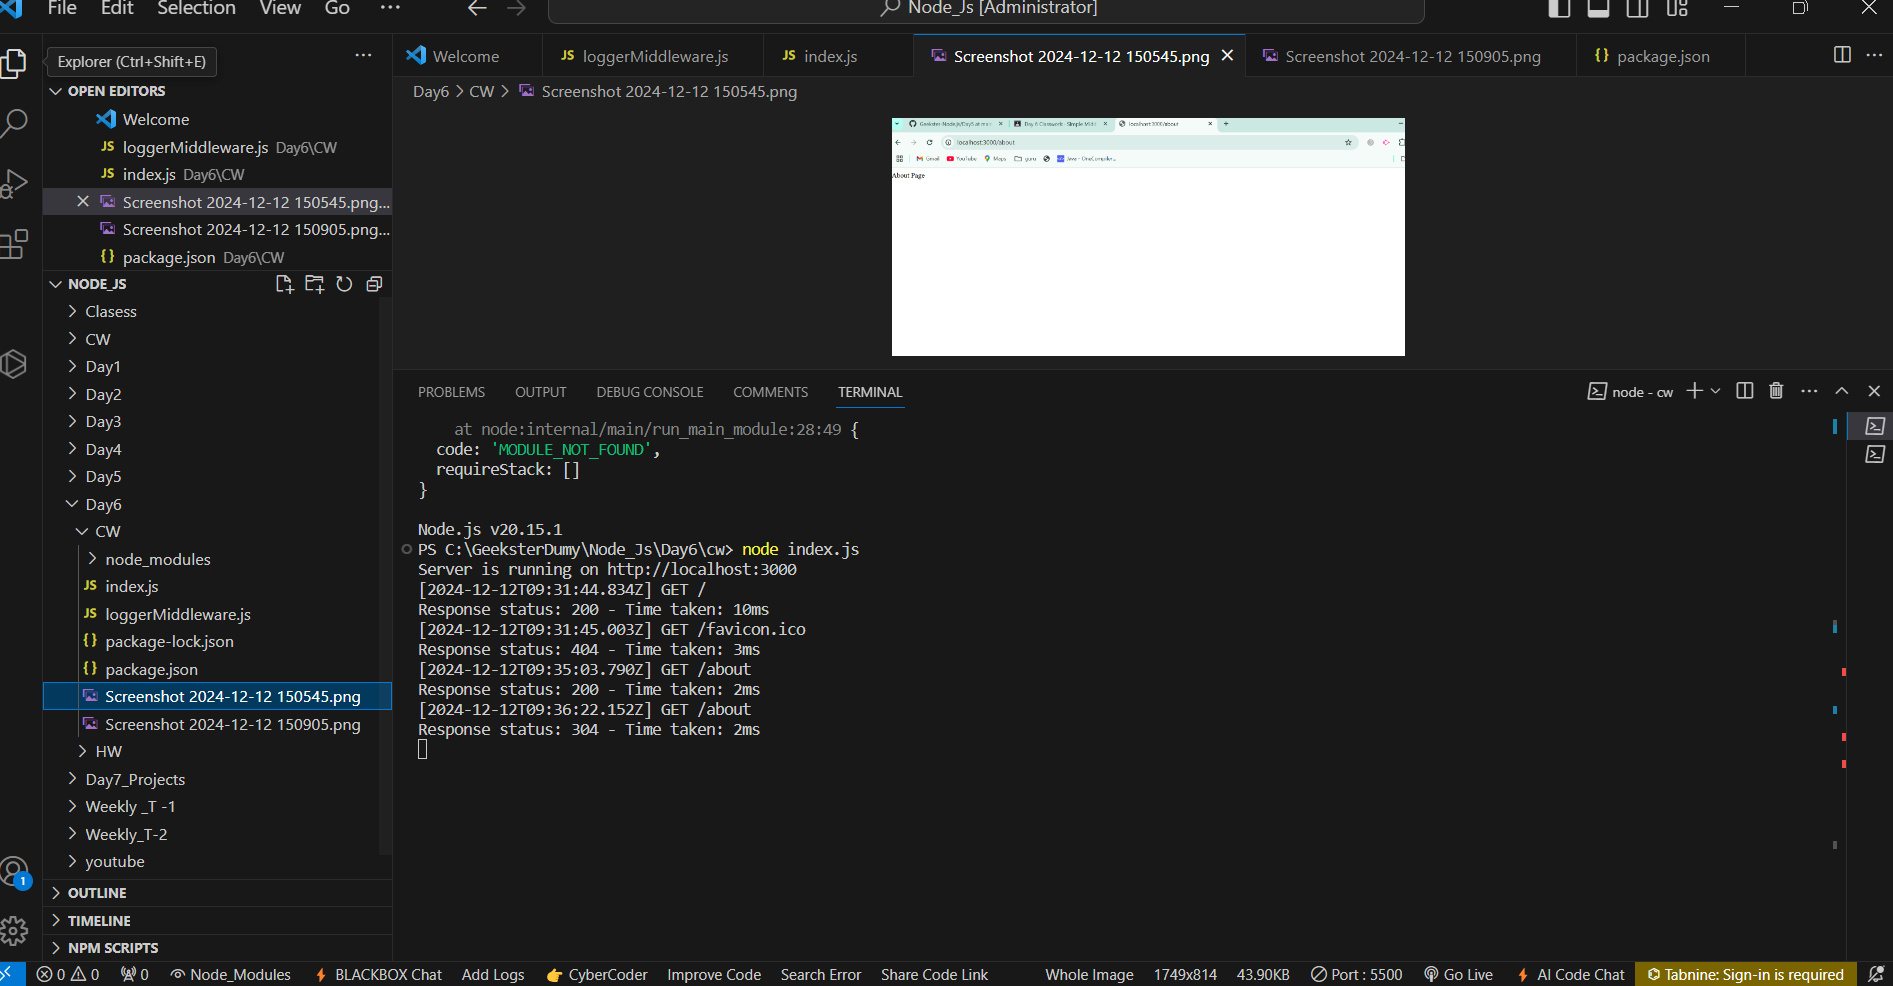 File Edit Selection View Go ···
Node_Js [Administrator]
Explorer (Ctrl+Shift+E)
Welcome
JS loggerMiddleware.js
JS index.js
Screenshot 2024-12-12 150545.png
Screenshot 2024-12-12 150905.png
{} package.json
OPEN EDITORS
Welcome
JS loggerMiddleware.js Day6\CW
JS index.js Day6\CW
Screenshot 2024-12-12 150545.png...
Screenshot 2024-12-12 150905.png...
{} package.json Day6\CW
NODE_JS
Clasess
CW
Day1
Day2
Day3
Day4
Day5
Day6
CW
node_modules
JS index.js
JS loggerMiddleware.js
{} package-lock.json
{} package.json
Screenshot 2024-12-12 150545.png
Screenshot 2024-12-12 150905.png
HW
Day7_Projects
Weekly _T -1
Weekly_T-2
youtube
OUTLINE
TIMELINE
NPM SCRIPTS
Day6 > CW > Screenshot 2024-12-12 150545.png
localhost:3000/about
localhost:3000/about
Gmail YouTube Maps guru
About Page
PROBLEMS OUTPUT DEBUG CONSOLE COMMENTS TERMINAL
node - cw
at node:internal/main/run_main_module:28:49 {
code: 'MODULE_NOT_FOUND',
requireStack: []
}
Node.js v20.15.1
PS C:\GeeksterDumy\Node_Js\Day6\cw> node index.js
Server is running on http://localhost:3000
[2024-12-12T09:31:44.834Z] GET /
Response status: 200 - Time taken: 10ms
[2024-12-12T09:31:45.003Z] GET /favicon.ico
Response status: 404 - Time taken: 3ms
[2024-12-12T09:35:03.790Z] GET /about
Response status: 200 - Time taken: 2ms
[2024-12-12T09:36:22.152Z] GET /about
Response status: 304 - Time taken: 2ms
1
0 0 0 Node_Modules BLACKBOX Chat Add Logs CyberCoder Improve Code Search Error Share Code Link Whole Image 1749x814 43.90KB Port : 5500 Go Live AI Code Chat Tabnine: Sign-in is required